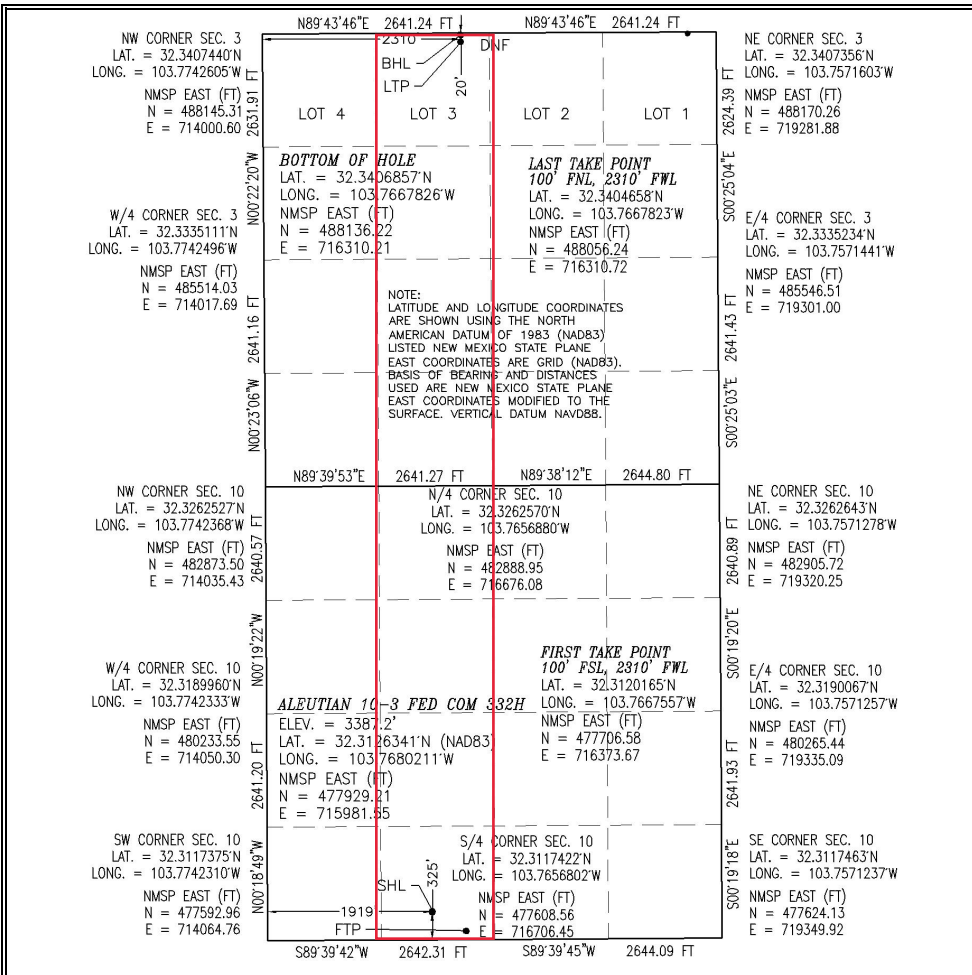 N89°43'46"E 2641.24 FT
N89°43'46"E 2641.24 FT
NW CORNER SEC. 3
LAT. = 32.3407440°N
LONG. = 103.7742605°W
NMSP EAST (FT)
N = 488145.31
E = 714000.60
2631.91 FT
2310'
DNF
BHL
LTP
20'
NE CORNER SEC. 3
LAT. = 32.3407356°N
LONG. = 103.7571603°W
NMSP EAST (FT)
N = 488170.26
E = 719281.88
2624.39 FT
LOT 4
LOT 3
LOT 2
LOT 1
N00°22'20"W
S00°25'04"E
BOTTOM OF HOLE
LAT. = 32.3406857°N
LONG. = 103.7667826°W
NMSP EAST (FT)
N = 488136.22
E = 716310.21
LAST TAKE POINT
100' FNL, 2310' FWL
LAT. = 32.3404658°N
LONG. = 103.7667823°W
NMSP EAST (FT)
N = 488056.24
E = 716310.72
W/4 CORNER SEC. 3
LAT. = 32.3335111°N
LONG. = 103.7742496°W
NMSP EAST (FT)
N = 485514.03
E = 714017.69
E/4 CORNER SEC. 3
LAT. = 32.3335234°N
LONG. = 103.7571441°W
NMSP EAST (FT)
N = 485546.51
E = 719301.00
NOTE:
LATITUDE AND LONGITUDE COORDINATES
ARE SHOWN USING THE NORTH
AMERICAN DATUM OF 1983 (NAD83)
LISTED NEW MEXICO STATE PLANE
EAST COORDINATES ARE GRID (NAD83).
BASIS OF BEARING AND DISTANCES
USED ARE NEW MEXICO STATE PLANE
EAST COORDINATES MODIFIED TO THE
SURFACE. VERTICAL DATUM NAVD88.
2641.16 FT
N00°23'06"W
2641.43 FT
S00°25'03"E
N89°39'53"E 2641.27 FT
N89°38'12"E 2644.80 FT
NW CORNER SEC. 10
LAT. = 32.3262527°N
LONG. = 103.7742368°W
NMSP EAST (FT)
N = 482873.50
E = 714035.43
N/4 CORNER SEC. 10
LAT. = 32.3262570°N
LONG. = 103.7656880°W
NMSP EAST (FT)
N = 482888.95
E = 716676.08
NE CORNER SEC. 10
LAT. = 32.3262643°N
LONG. = 103.7571278°W
NMSP EAST (FT)
N = 482905.72
E = 719320.25
2640.57 FT
N00°19'22"W
2640.89 FT
S00°19'20"E
W/4 CORNER SEC. 10
LAT. = 32.3189960°N
LONG. = 103.7742333°W
NMSP EAST (FT)
N = 480233.55
E = 714050.30
FIRST TAKE POINT
100' FSL, 2310' FWL
LAT. = 32.3120165°N
LONG. = 103.7667557°W
NMSP EAST (FT)
N = 477706.58
E = 716373.67
E/4 CORNER SEC. 10
LAT. = 32.3190067°N
LONG. = 103.7571257°W
NMSP EAST (FT)
N = 480265.44
E = 719335.09
ALEUTIAN 10-3 FED COM 332H
ELEV. = 3387.2'
LAT. = 32.3126341°N (NAD83)
LONG. = 103.7680211°W
NMSP EAST (FT)
N = 477929.21
E = 715981.55
2641.20 FT
N00°18'49"W
2641.93 FT
S00°19'18"E
SW CORNER SEC. 10
LAT. = 32.3117375°N
LONG. = 103.7742310°W
NMSP EAST (FT)
N = 477592.96
E = 714064.76
S/4 CORNER SEC. 10
LAT. = 32.3117422°N
LONG. = 103.7656802°W
NMSP EAST (FT)
N = 477608.56
E = 716706.45
SE CORNER SEC. 10
LAT. = 32.3117463°N
LONG. = 103.7571237°W
NMSP EAST (FT)
N = 477624.13
E = 719349.92
SHL
325'
1919'
FTP
S89°39'42"W 2642.31 FT
S89°39'45"W 2644.09 FT